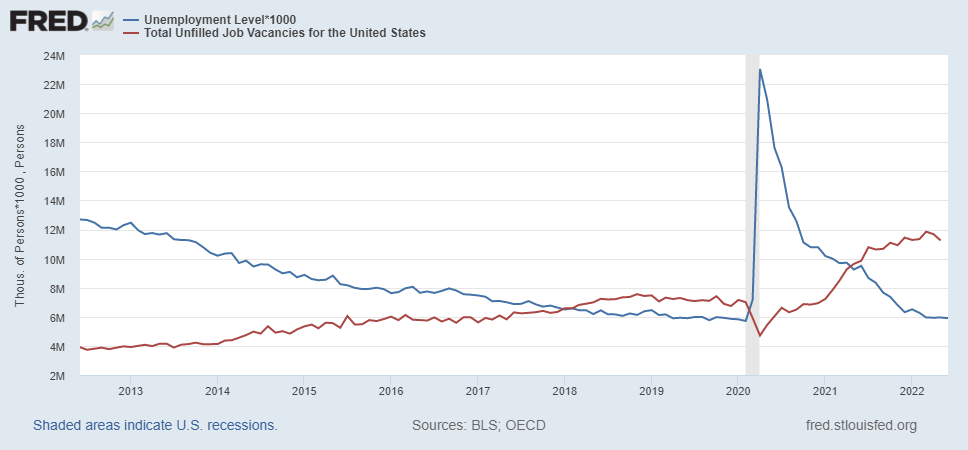 FRED
Unemployment Level*1000
Total Unfilled Job Vacancies for the United States
24M
22M
20M
18M
16M
14M
12M
10M
8M
6M
4M
2M
Thous. of Persons*1000 , Persons
2013 2014 2015 2016 2017 2018 2019 2020 2021 2022
Shaded areas indicate U.S. recessions. Sources: BLS; OECD fred.stlouisfed.org